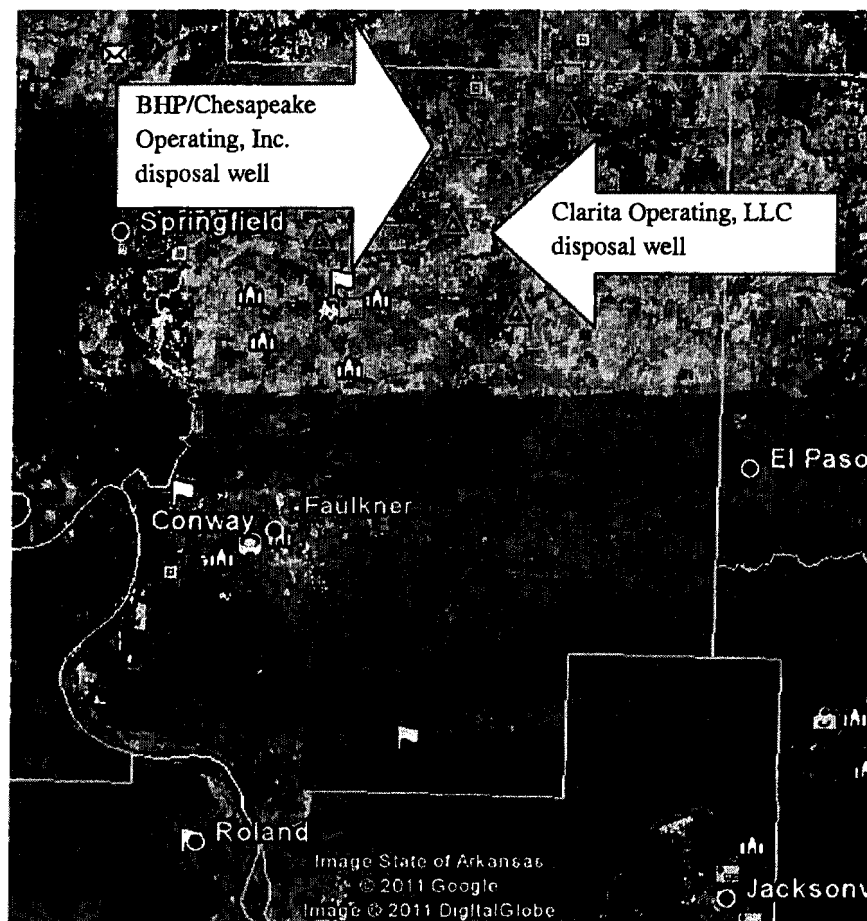 BHP/Chesapeake
Operating, Inc.
disposal well
Clarita Operating, LLC
disposal well
Springfield
El Paso
Faulkner
Conway
Roland
Image State of Arkansas
© 2011 Google
Image © 2011 DigitalGlobe
Jacksonv